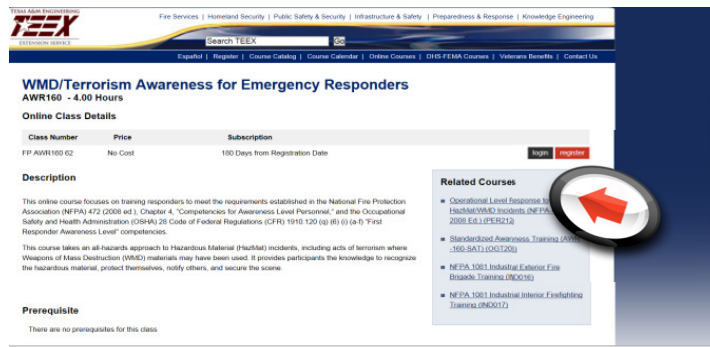 TEXAS A&M ENGINEERING
TEEX
EXTENSION SERVICE
Fire Services | Homeland Security | Public Safety & Security | Infrastructure & Safety | Preparedness & Response | Knowledge Engineering
Search TEEX Go
Español | Register | Course Catalog | Course Calendar | Online Courses | DHS-FEMA Courses | Veterans Benefits | Contact Us
WMD/Terrorism Awareness for Emergency Responders
AWR160 - 4.00 Hours
Online Class Details
Class Number Price Subscription
FP AWR160 62 No Cost 180 Days from Registration Date login register
Description
This online course focuses on training responders to meet the requirements established in the National Fire Protection
Association (NFPA) 472 (2008 ed.), Chapter 4, "Competencies for Awareness Level Personnel," and the Occupational
Safety and Health Administration (OSHA) 28 Code of Federal Regulations (CFR) 1910.120 (q) (6) (i) (a-f) "First
Responder Awareness Level" competencies.
This course takes an all-hazards approach to Hazardous Material (HazMat) incidents, including acts of terrorism where
Weapons of Mass Destruction (WMD) materials may have been used. It provides participants the knowledge to recognize
the hazardous material, protect themselves, notify others, and secure the scene.
Prerequisite
There are no prerequisites for this class
Related Courses
Operational Level Response to
HazMat/WMD Incidents (NFPA
2008 Ed.) (PER212)
Standardized Awareness Training (AWR
-160-SAT) (OGT20)
NFPA 1081 Industrial Exterior Fire
Brigade Training (IND016)
NFPA 1081 Industrial Interior Firefighting
Training (IND017)